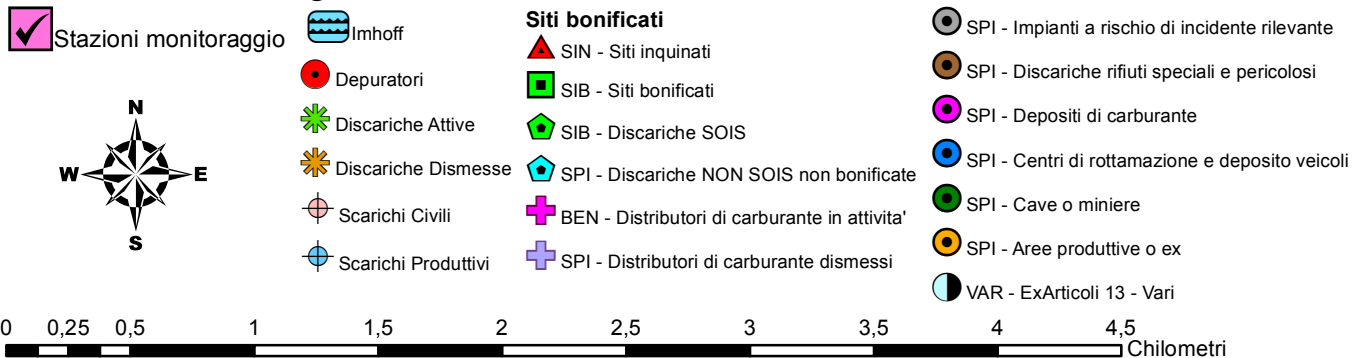 Stazioni monitoraggio
N
W
E
S
Imhoff
Depuratori
Discariche Attive
Discariche Dismesse
Scarichi Civili
Scarichi Produttivi
Siti bonificati
SIN - Siti inquinati
SIB - Siti bonificati
SIB - Discariche SOIS
SPI - Discariche NON SOIS non bonificate
BEN - Distributori di carburante in attivita'
SPI - Distributori di carburante dismessi
SPI - Impianti a rischio di incidente rilevante
SPI - Discariche rifiuti speciali e pericolosi
SPI - Depositi di carburante
SPI - Centri di rottamazione e deposito veicoli
SPI - Cave o miniere
SPI - Aree produttive o ex
VAR - ExArticoli 13 - Vari
0 0,25 0,5 1 1,5 2 2,5 3 3,5 4 4,5
Chilometri